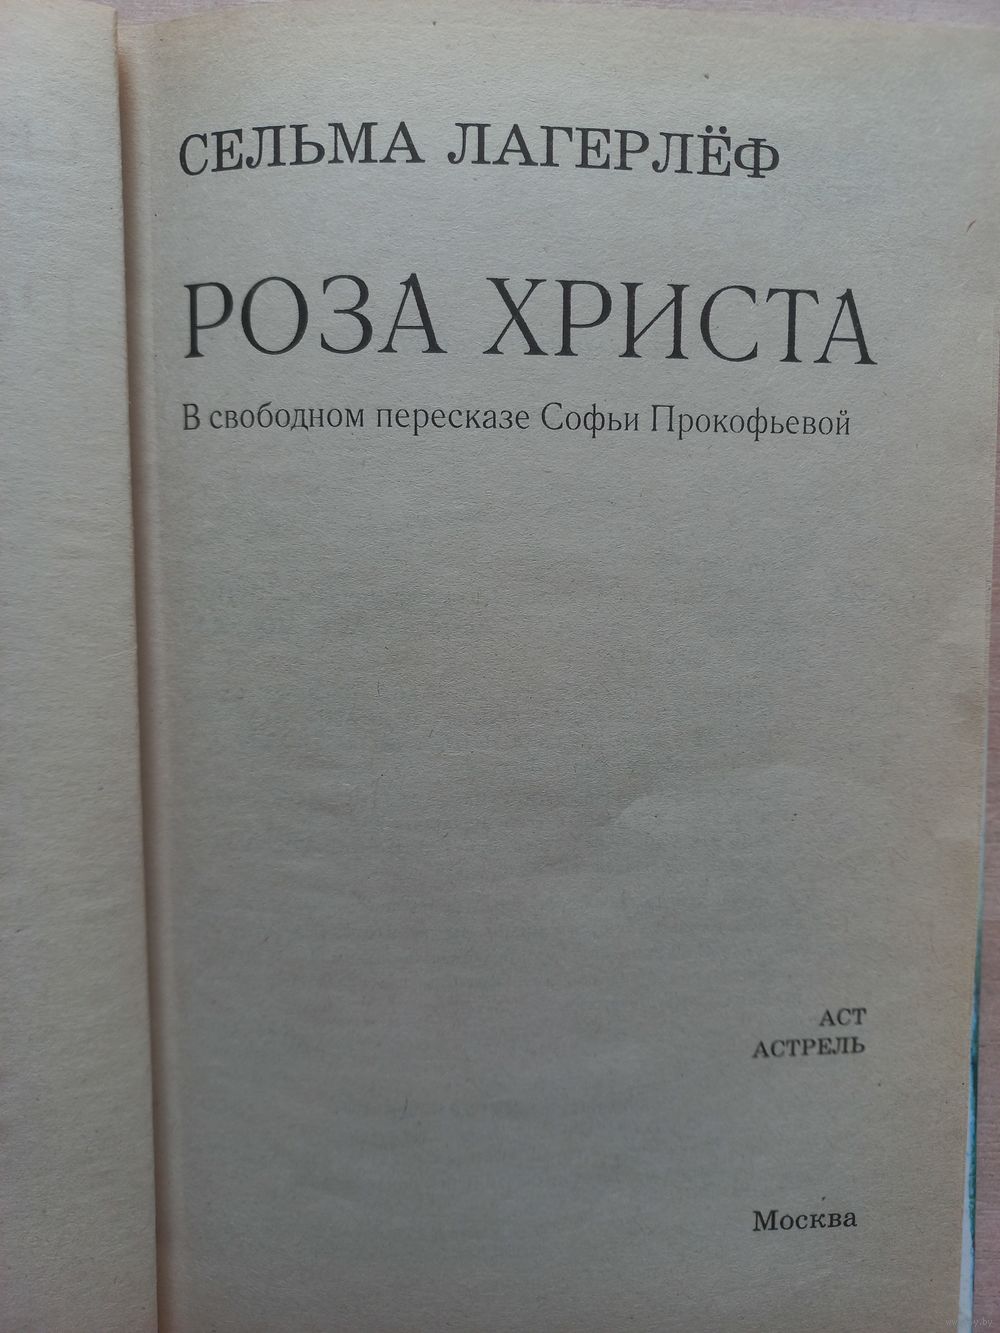 СЕЛЬМА ЛАГЕРЛЁФ
РОЗА ХРИСТА
В свободном пересказе Софьи Прокофьевой
АСТ
АСТРЕЛЬ
Москва